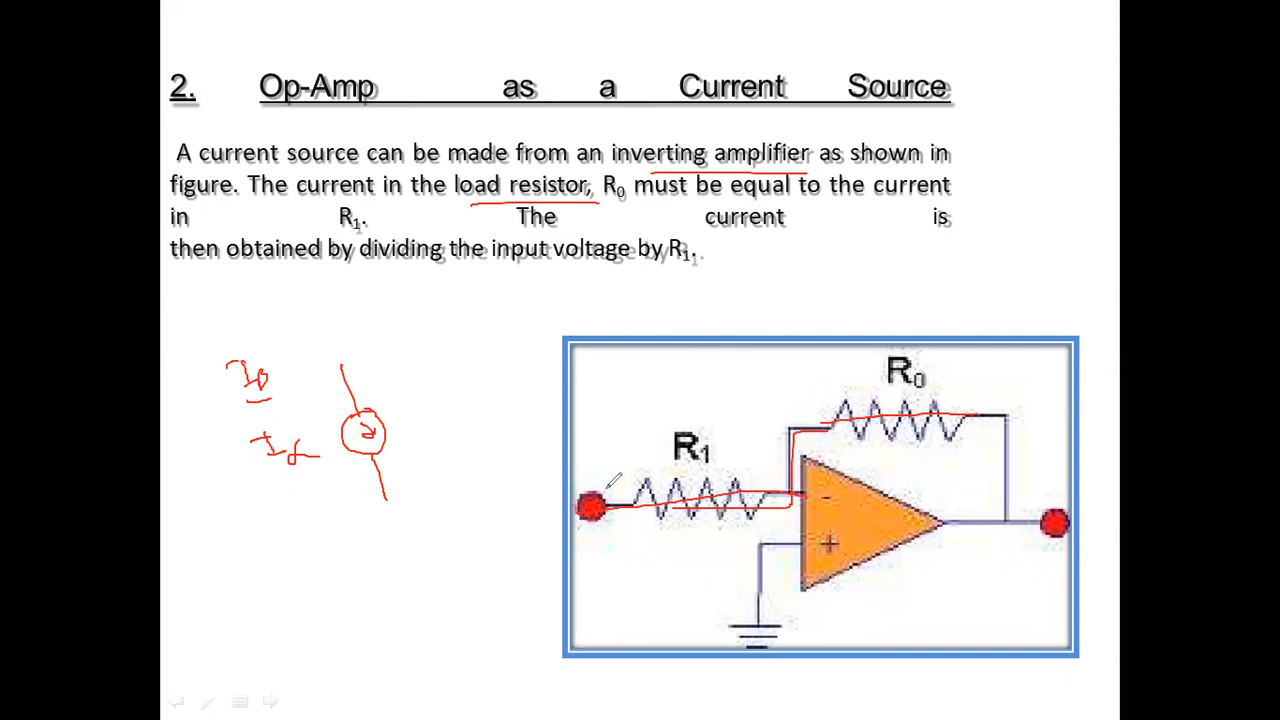 2. Op-Amp as a Current Source
A current source can be made from an inverting amplifier as shown in
figure. The current in the load resistor, R₀ must be equal to the current
in R₁. The current is
then obtained by dividing the input voltage by R₁.
R₀
R₁
-
+